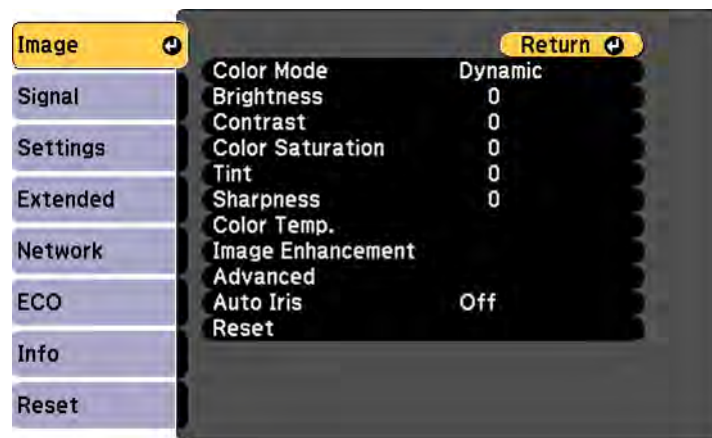 Image
Signal
Settings
Extended
Network
ECO
Info
Reset
Return
Color Mode Dynamic
Brightness 0
Contrast 0
Color Saturation 0
Tint 0
Sharpness 0
Color Temp.
Image Enhancement
Advanced
Auto Iris Off
Reset